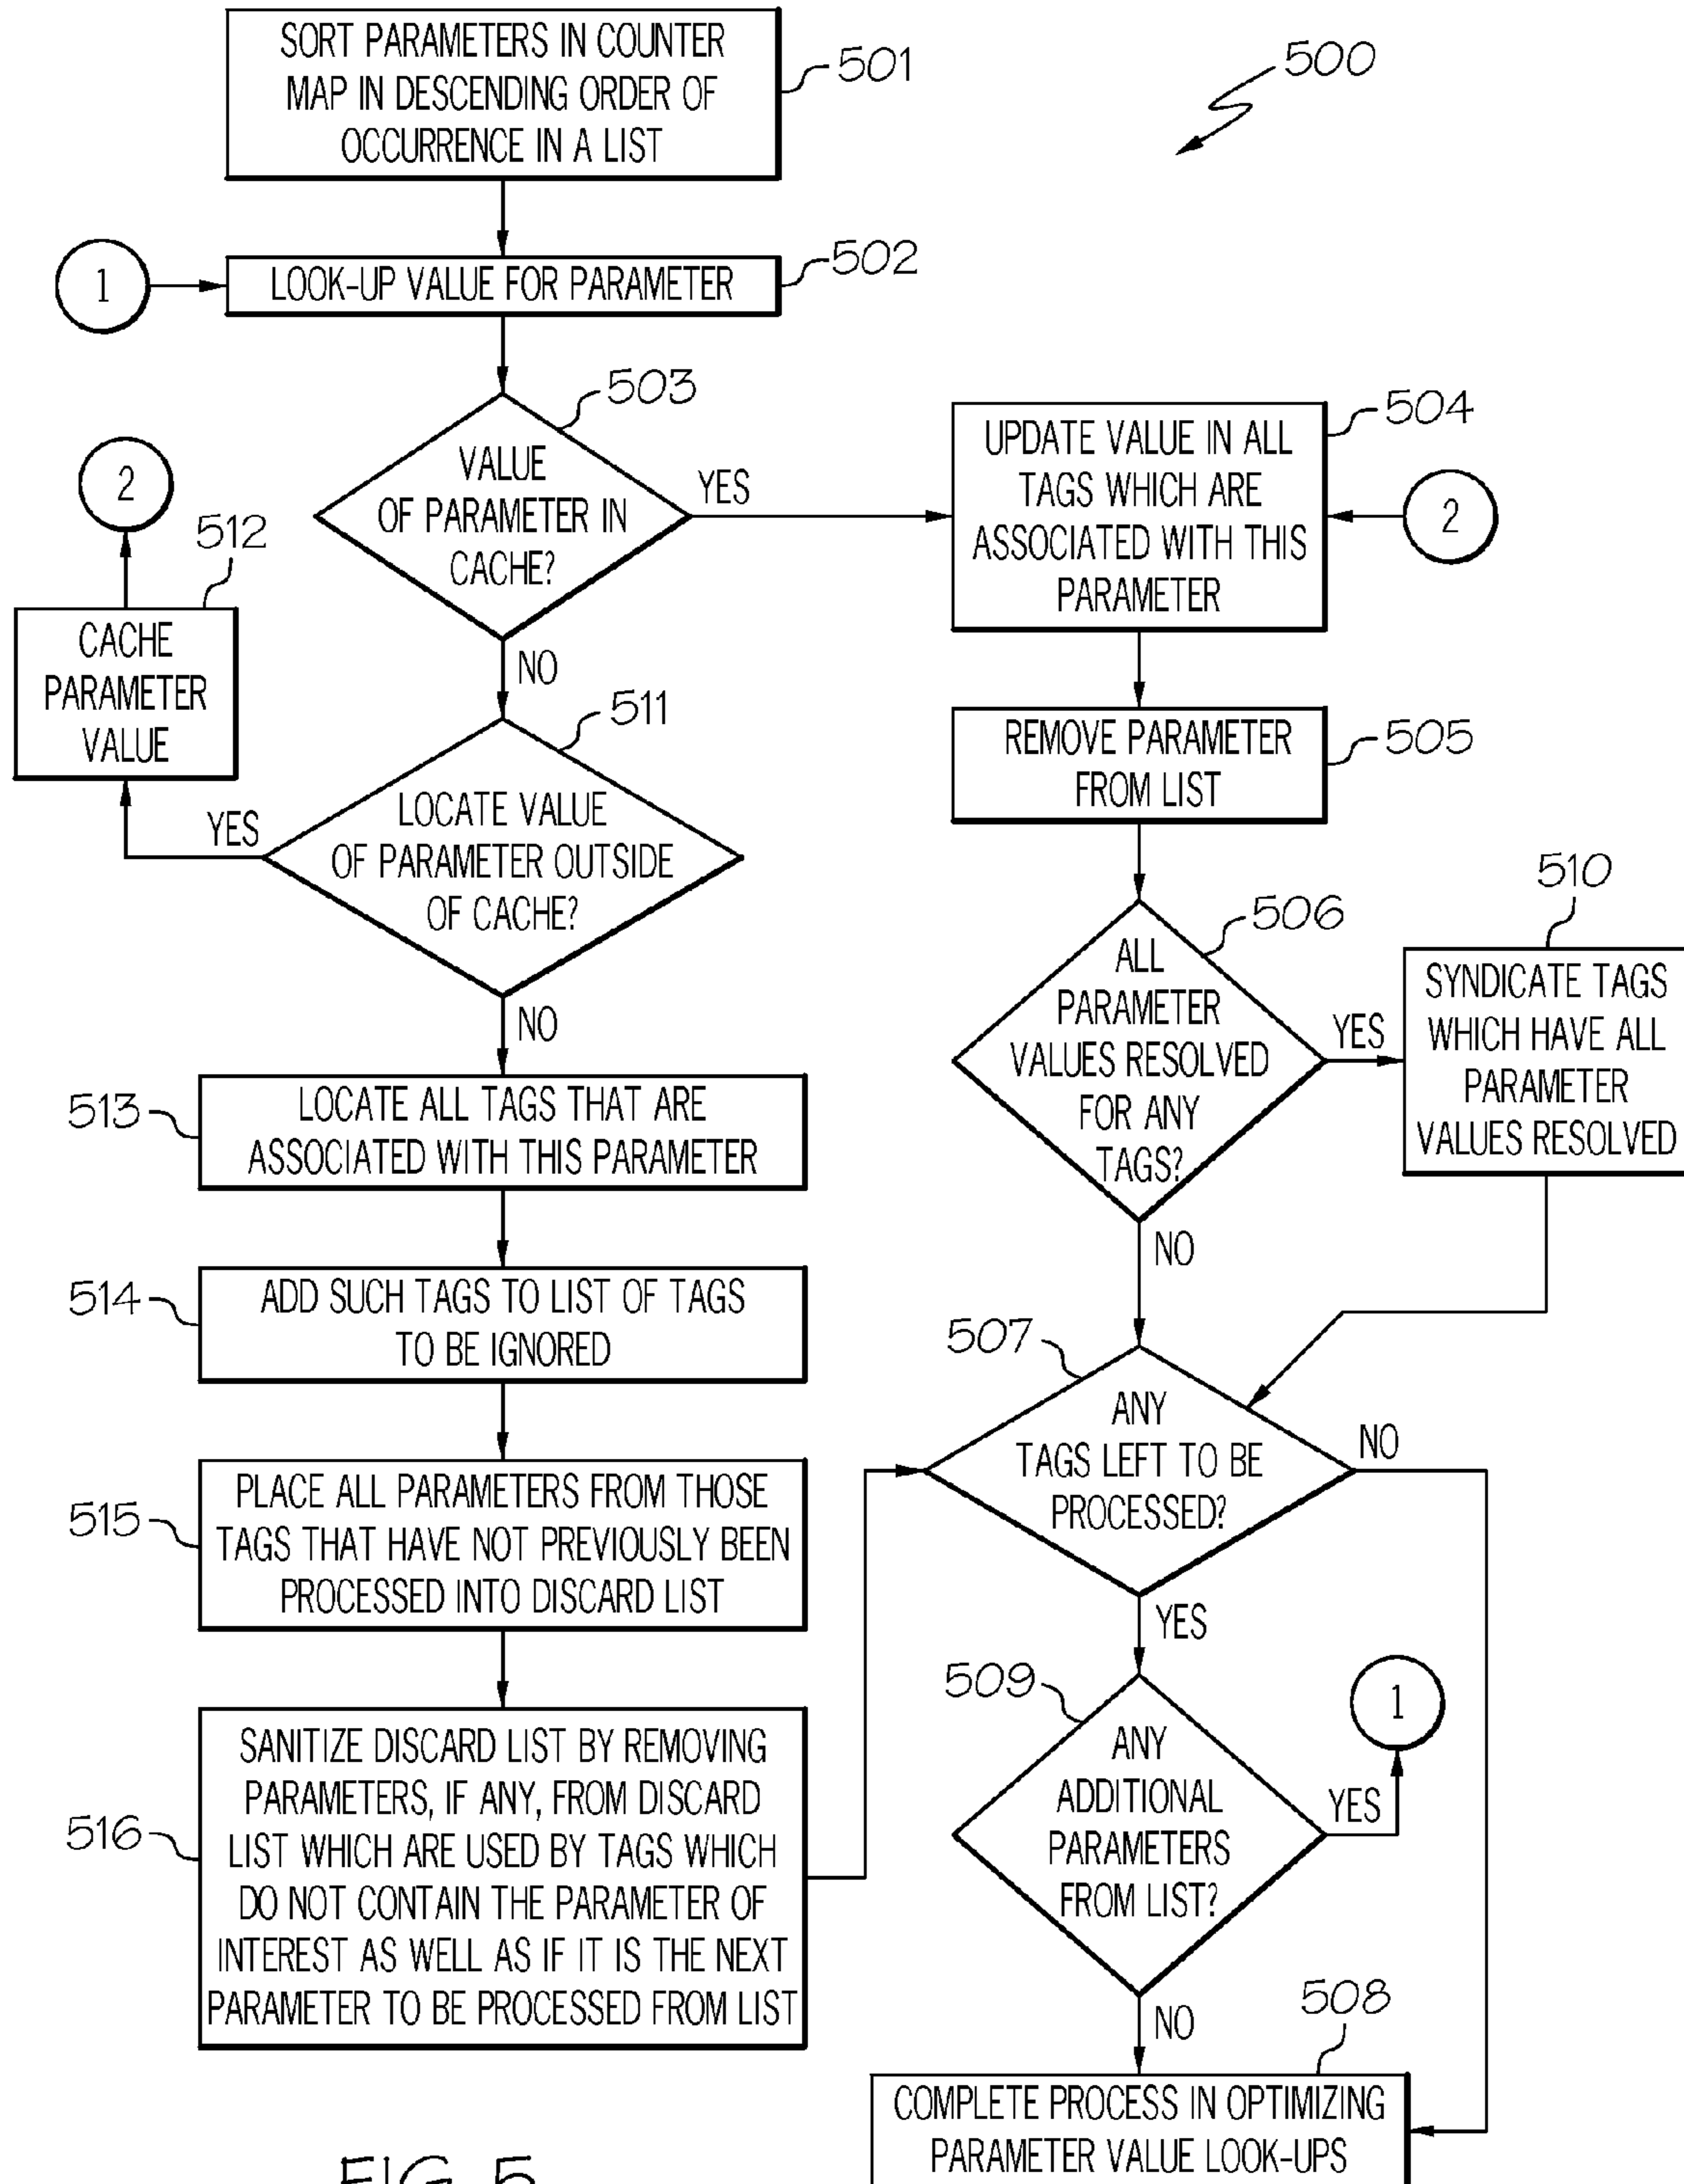 SORT PARAMETERS IN COUNTER
MAP IN DESCENDING ORDER OF
OCCURRENCE IN A LIST
501
500
1
LOOK-UP VALUE FOR PARAMETER
502
503
VALUE
OF PARAMETER IN
CACHE?
YES
NO
UPDATE VALUE IN ALL
TAGS WHICH ARE
ASSOCIATED WITH THIS
PARAMETER
504
2
2
512
CACHE
PARAMETER
VALUE
511
LOCATE VALUE
OF PARAMETER OUTSIDE
OF CACHE?
YES
NO
REMOVE PARAMETER
FROM LIST
505
506
ALL
PARAMETER
VALUES RESOLVED
FOR ANY
TAGS?
YES
NO
510
SYNDICATE TAGS
WHICH HAVE ALL
PARAMETER
VALUES RESOLVED
513
LOCATE ALL TAGS THAT ARE
ASSOCIATED WITH THIS PARAMETER
514
ADD SUCH TAGS TO LIST OF TAGS
TO BE IGNORED
515
PLACE ALL PARAMETERS FROM THOSE
TAGS THAT HAVE NOT PREVIOUSLY BEEN
PROCESSED INTO DISCARD LIST
516
SANITIZE DISCARD LIST BY REMOVING
PARAMETERS, IF ANY, FROM DISCARD
LIST WHICH ARE USED BY TAGS WHICH
DO NOT CONTAIN THE PARAMETER OF
INTEREST AS WELL AS IF IT IS THE NEXT
PARAMETER TO BE PROCESSED FROM LIST
507
ANY
TAGS LEFT TO BE
PROCESSED?
NO
YES
509
ANY
ADDITIONAL
PARAMETERS
FROM LIST?
YES
1
NO
508
COMPLETE PROCESS IN OPTIMIZING
PARAMETER VALUE LOOK-UPS
FIG. 5